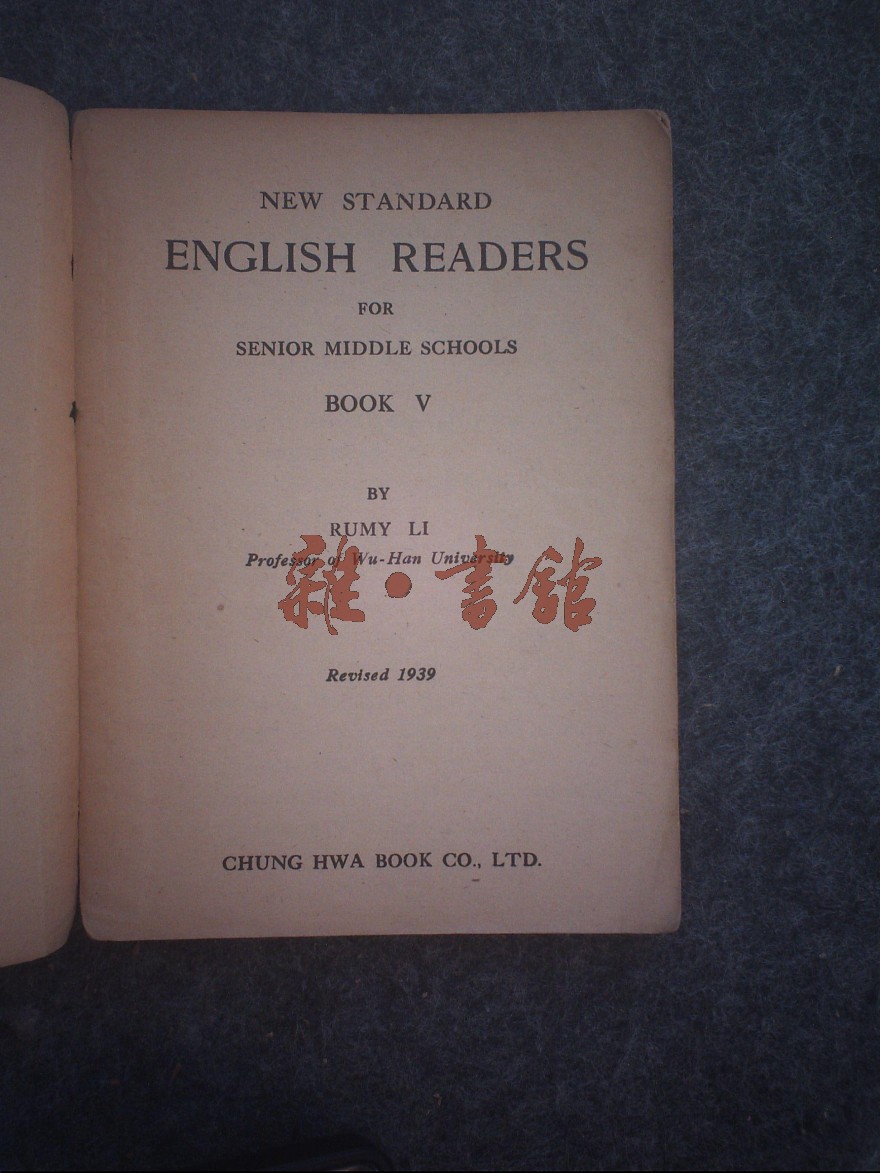 NEW STANDARD
ENGLISH READERS
FOR
SENIOR MIDDLE SCHOOLS
BOOK V
BY
RUMY LI
Professor of Wu-Han University
雜·書館
Revised 1939
CHUNG HWA BOOK CO., LTD.